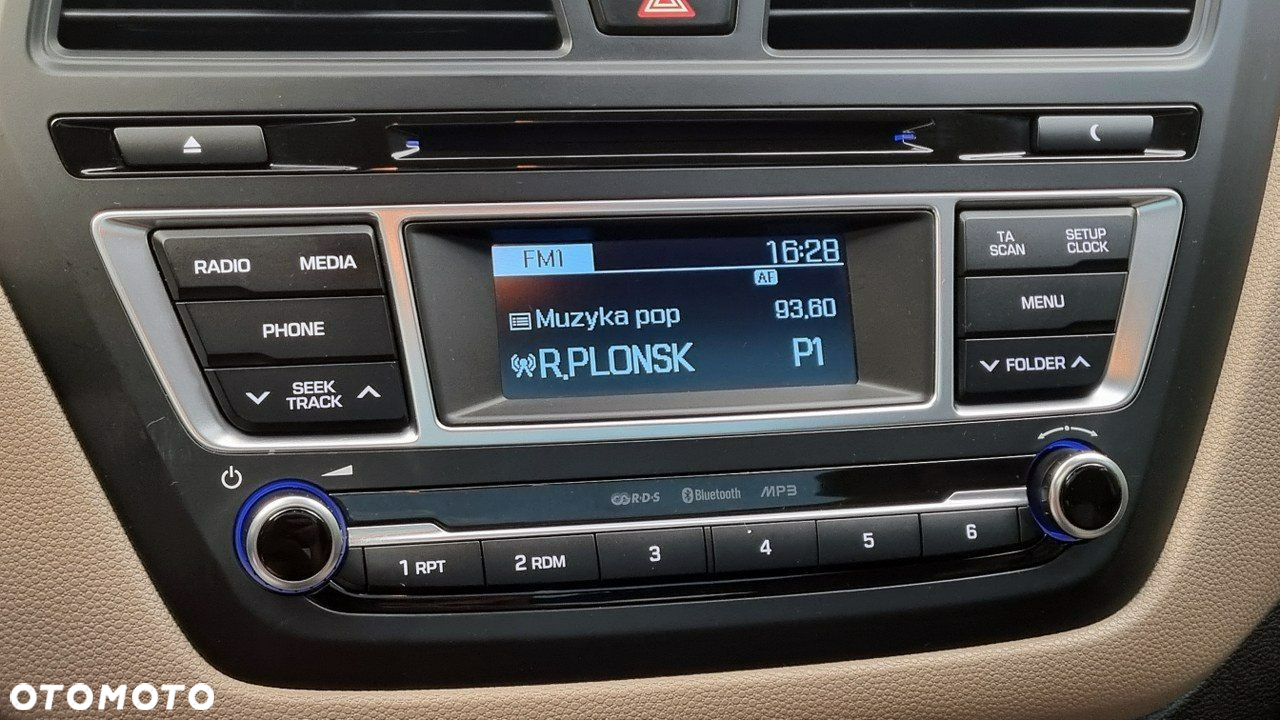 RADIO MEDIA
PHONE
SEEK
TRACK
FM1 16:28
AF
Muzyka pop 93,60
R,PLONSK P1
TA
SCAN
SETUP
CLOCK
MENU
FOLDER
R·D·S Bluetooth MP3
1 RPT 2 RDM 3 4 5 6
OTOMOTO